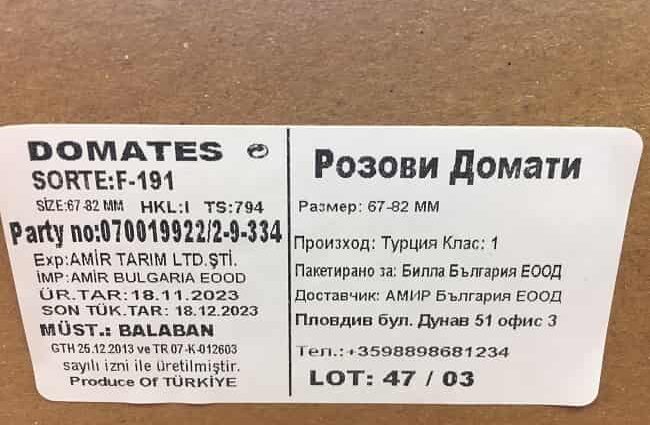 DOMATES
SORTE:F-191
SİZE:67-82 MM HKL:I TS:794
Party no:070019922/2-9-334
Exp:AMİR TARIM LTD.ŞTİ.
İMP:AMİR BULGARIA EOOD
ÜR.TAR:18.11.2023
SON TÜK.TAR: 18.12.2023
MÜST.: BALABAN
GTH 25.12.2013 ve TR 07-K-012603
sayılı izni ile üretilmiştir.
Produce Of TÜRKİYE
Розови Домати
Размер: 67-82 ММ
Произход: Турция Клас: 1
Пакетирано за: Билла България ЕООД
Доставчик: АМИР България ЕООД
Пловдив бул. Дунав 51 офис 3
Тел.:+3598898681234
LOT: 47 / 03